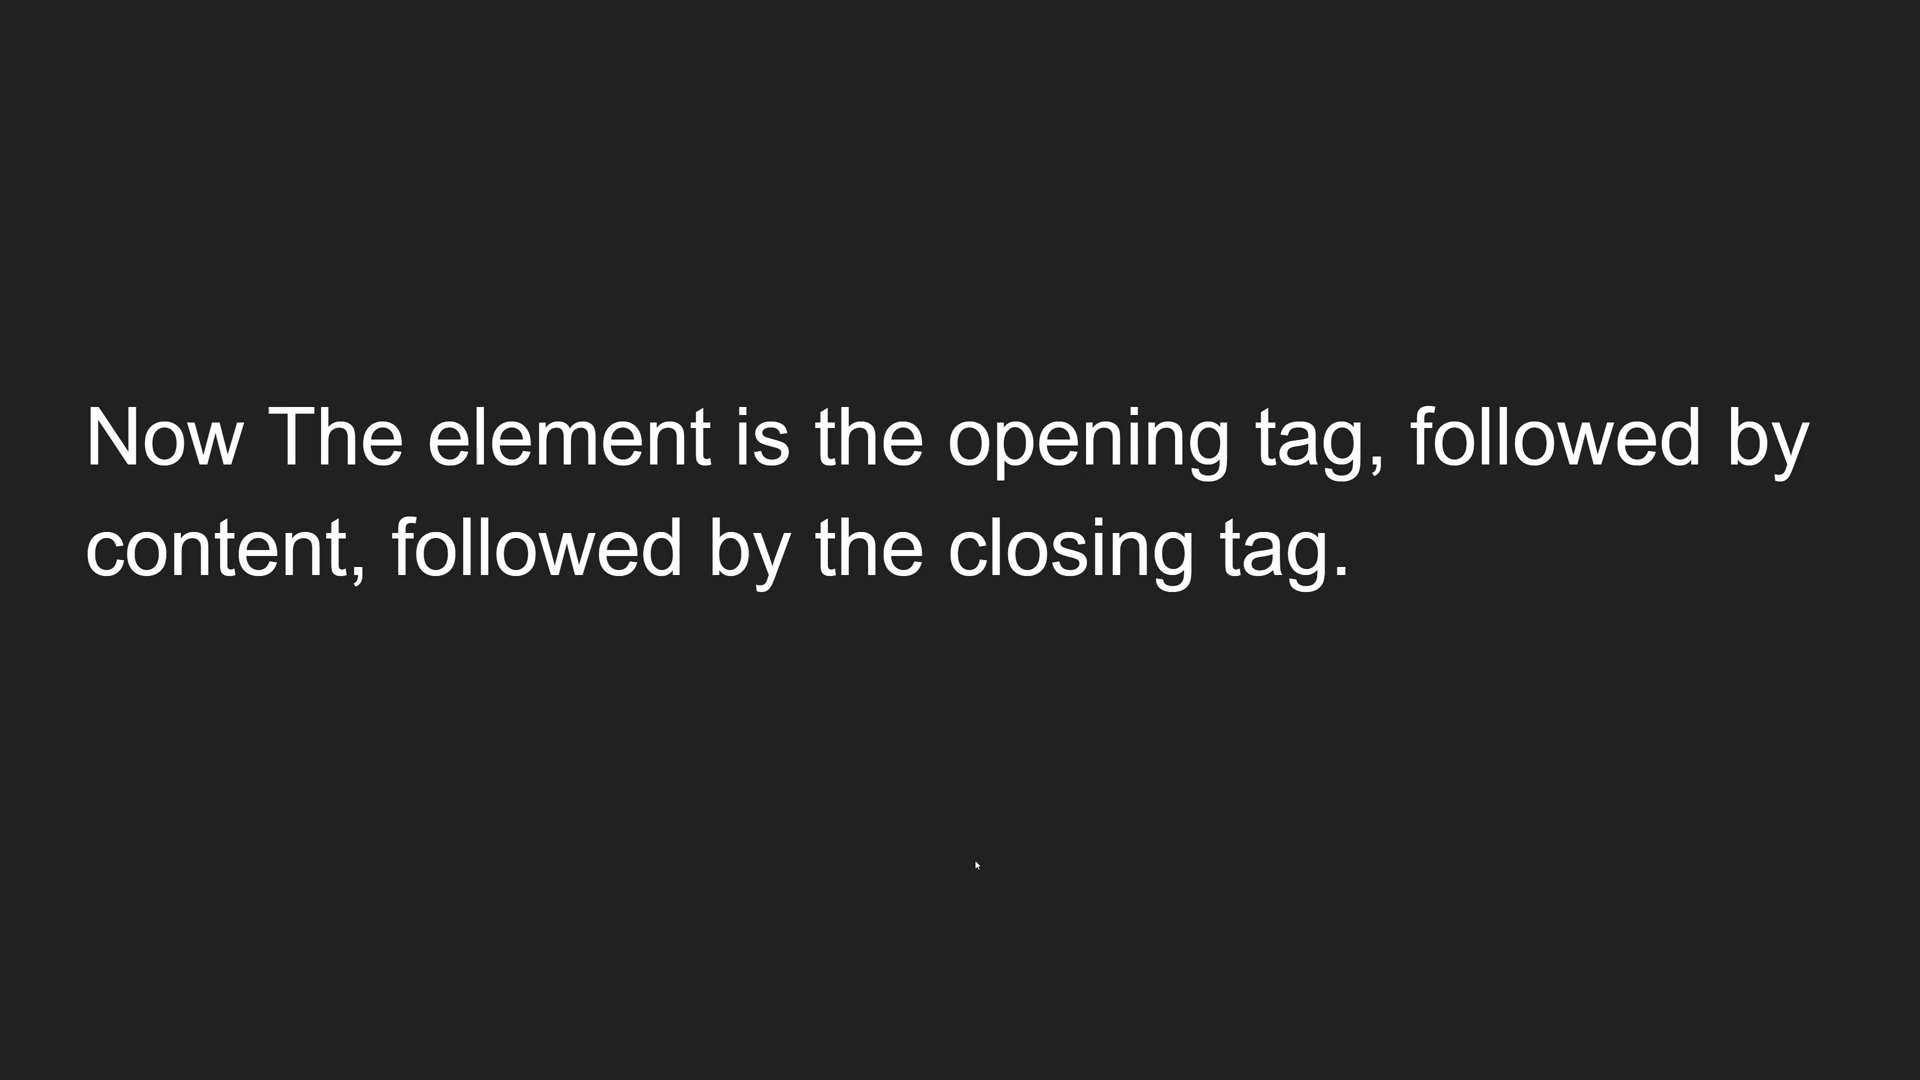 Now The element is the opening tag, followed by
content, followed by the closing tag.